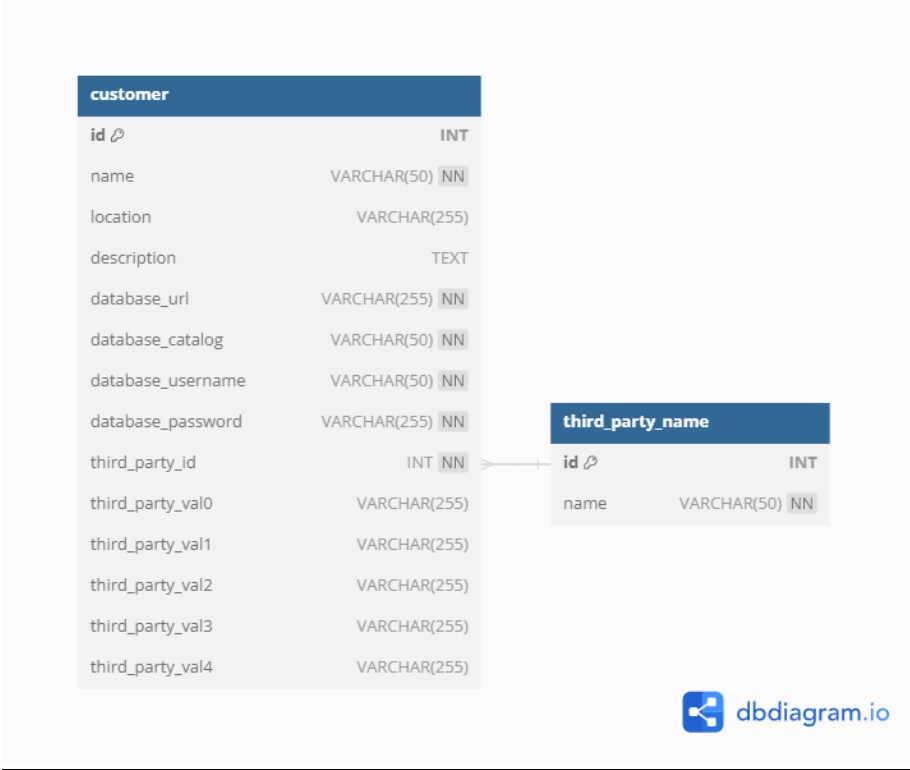 customer
id INT
name VARCHAR(50) NN
location VARCHAR(255)
description TEXT
database_url VARCHAR(255) NN
database_catalog VARCHAR(50) NN
database_username VARCHAR(50) NN
database_password VARCHAR(255) NN
third_party_id INT NN
third_party_val0 VARCHAR(255)
third_party_val1 VARCHAR(255)
third_party_val2 VARCHAR(255)
third_party_val3 VARCHAR(255)
third_party_val4 VARCHAR(255)
third_party_name
id INT
name VARCHAR(50) NN
dbdiagram.io